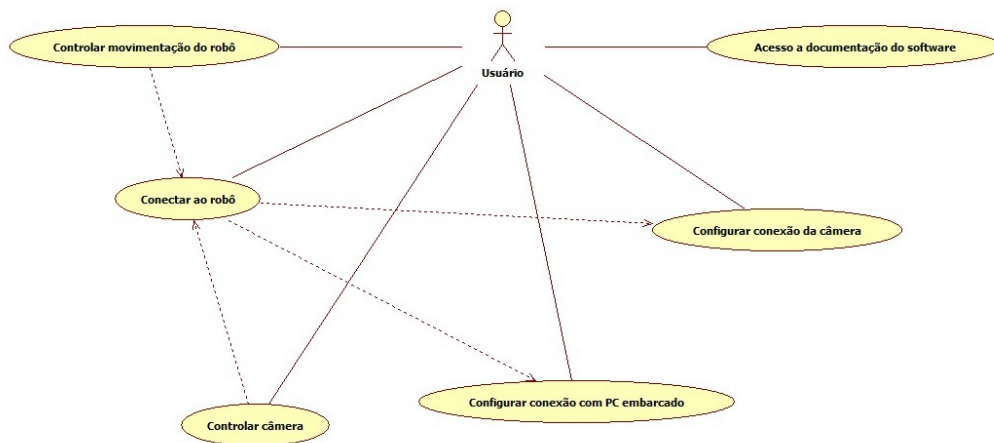 Controlar movimentação do robô
Acesso a documentação do software
Usuário
Conectar ao robô
Configurar conexão da câmera
Configurar conexão com PC embarcado
Controlar câmera